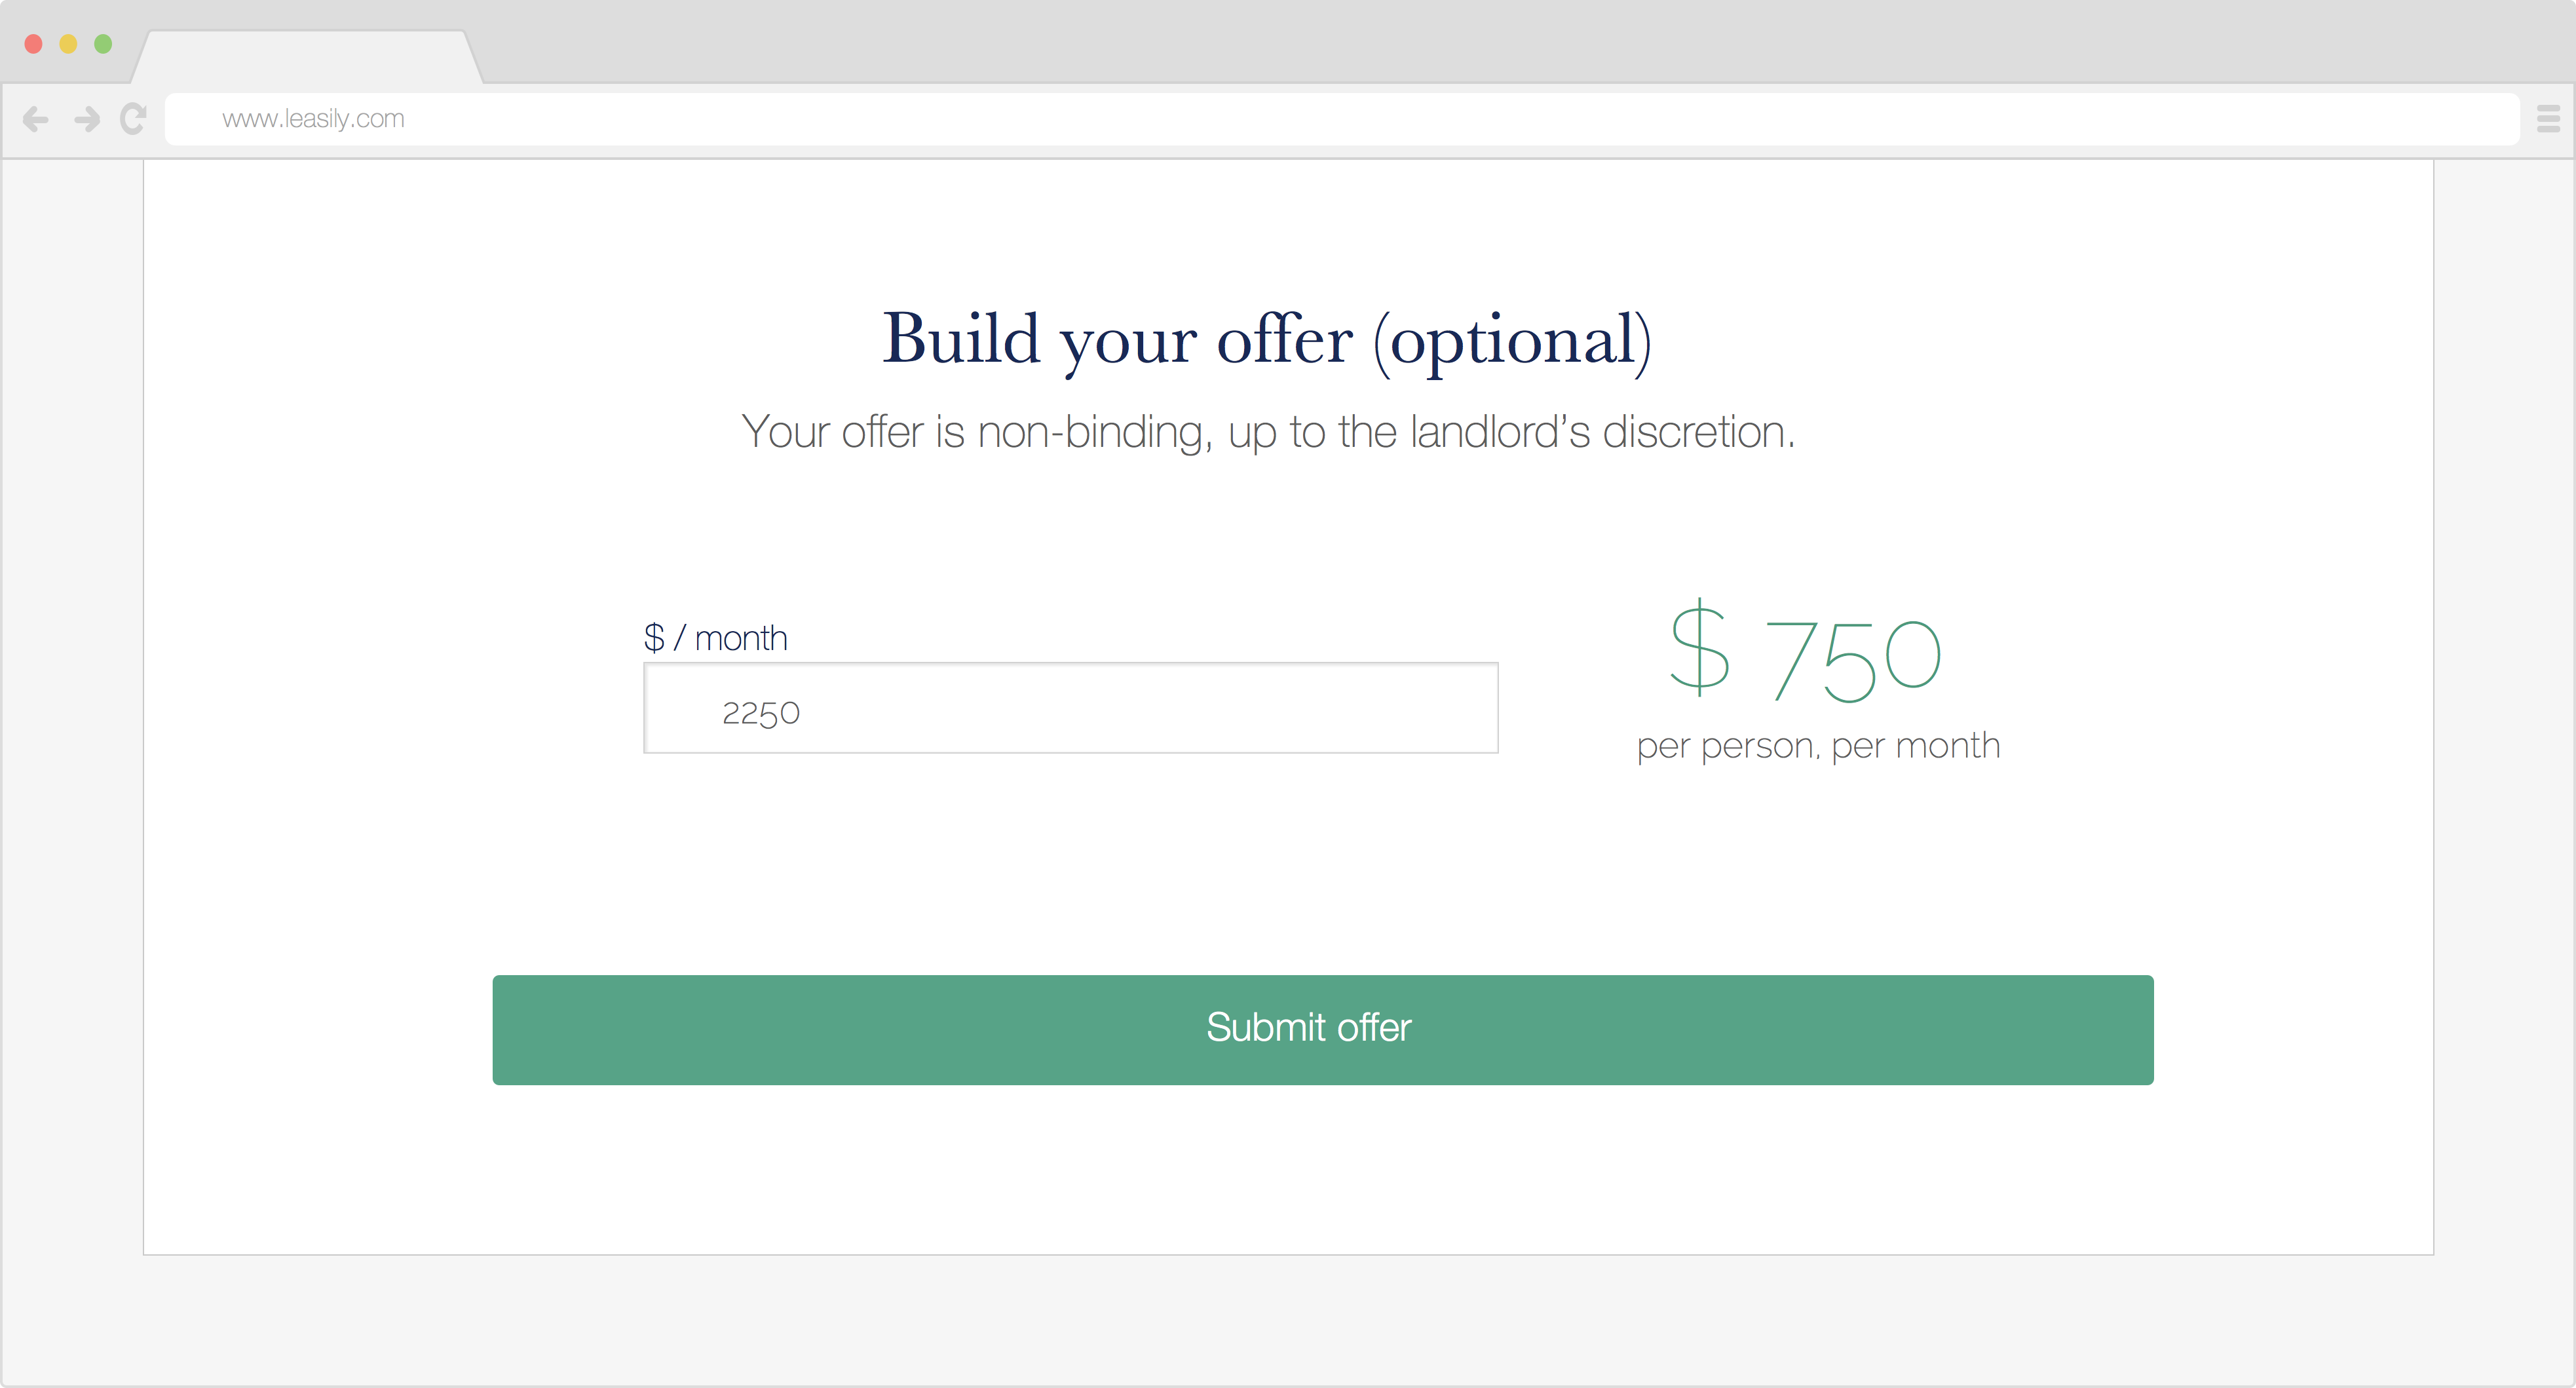 www.leasily.com
Build your offer (optional)
Your offer is non-binding, up to the landlord’s discretion.
$ / month
2250
$ 750
per person, per month
Submit offer